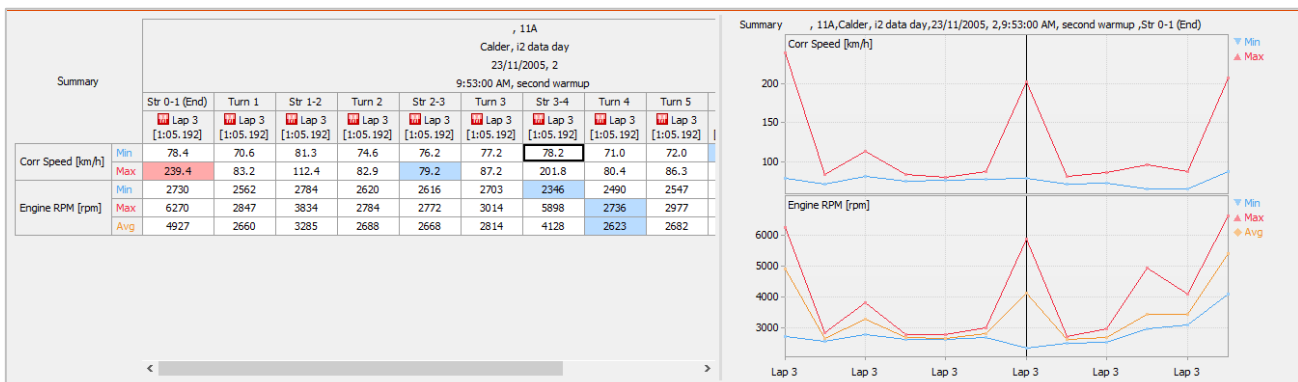 , 11A
Calder, i2 data day
23/11/2005, 2
9:53:00 AM, second warmup
Summary
Str 0-1 (End) Turn 1 Str 1-2 Turn 2 Str 2-3 Turn 3 Str 3-4 Turn 4 Turn 5
Lap 3 Lap 3 Lap 3 Lap 3 Lap 3 Lap 3 Lap 3 Lap 3 Lap 3
[1:05.192] [1:05.192] [1:05.192] [1:05.192] [1:05.192] [1:05.192] [1:05.192] [1:05.192] [1:05.192] [
Corr Speed [km/h]
Min 78.4 70.6 81.3 74.6 76.2 77.2 78.2 71.0 72.0
Max 239.4 83.2 112.4 82.9 79.2 87.2 201.8 80.4 86.3
Engine RPM [rpm]
Min 2730 2562 2784 2620 2616 2703 2346 2490 2547
Max 6270 2847 3834 2784 2772 3014 5898 2736 2977
Avg 4927 2660 3285 2688 2668 2814 4128 2623 2682
Summary , 11A,Calder, i2 data day,23/11/2005, 2,9:53:00 AM, second warmup ,Str 0-1 (End)
Corr Speed [km/h]
Min
Max
200
150
100
Engine RPM [rpm]
Min
Max
Avg
6000
5000
4000
3000
Lap 3 Lap 3 Lap 3 Lap 3 Lap 3 Lap 3